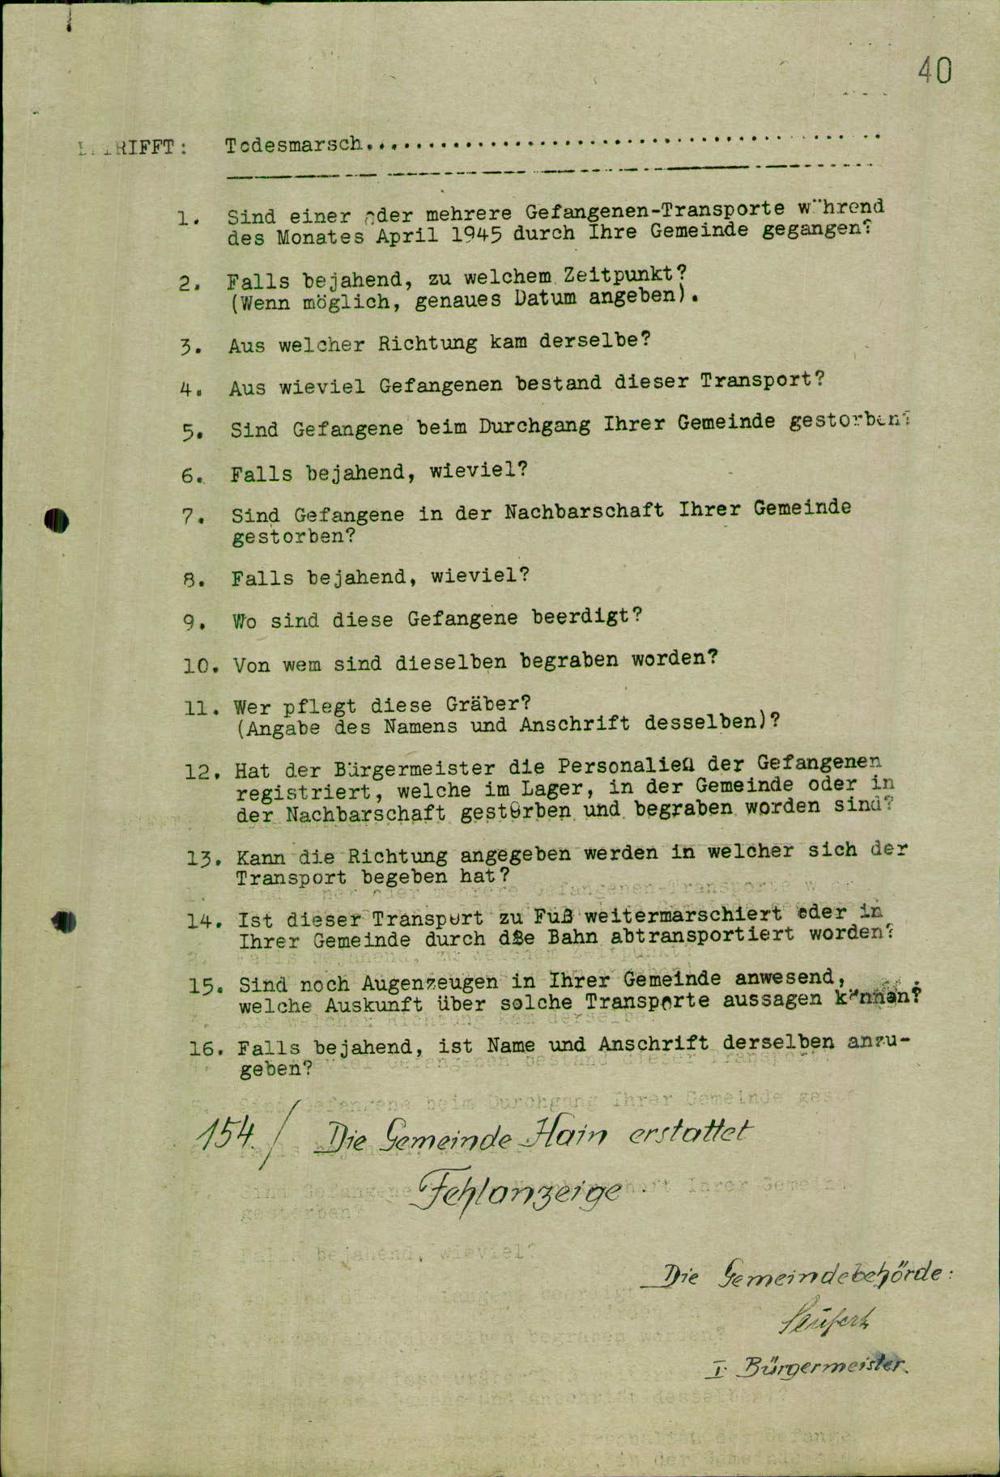 40
BETRIFFT: Todesmarsch..........................................
1. Sind einer oder mehrere Gefangenen-Transporte während
des Monates April 1945 durch Ihre Gemeinde gegangen?
2. Falls bejahend, zu welchem Zeitpunkt?
(Wenn möglich, genaues Datum angeben).
3. Aus welcher Richtung kam derselbe?
4. Aus wieviel Gefangenen bestand dieser Transport?
5. Sind Gefangene beim Durchgang Ihrer Gemeinde gestorben?
6. Falls bejahend, wieviel?
7. Sind Gefangene in der Nachbarschaft Ihrer Gemeinde
gestorben?
8. Falls bejahend, wieviel?
9. Wo sind diese Gefangene beerdigt?
10. Von wem sind dieselben begraben worden?
11. Wer pflegt diese Gräber?
(Angabe des Namens und Anschrift desselben)?
12. Hat der Bürgermeister die Personalien der Gefangenen
registriert, welche im Lager, in der Gemeinde oder in
der Nachbarschaft gestorben und begraben worden sind?
13. Kann die Richtung angegeben werden in welcher sich der
Transport begeben hat?
14. Ist dieser Transport zu Fuß weitermarschiert oder in
Ihrer Gemeinde durch die Bahn abtransportiert worden?
15. Sind noch Augenzeugen in Ihrer Gemeinde anwesend,
welche Auskunft über solche Transporte aussagen können?
16. Falls bejahend, ist Name und Anschrift derselben anzu-
geben?
154./ Die Gemeinde Hain erstattet
Fehlanzeige.
Die Gemeindebehörde:
Seufert
I. Bürgermeister.